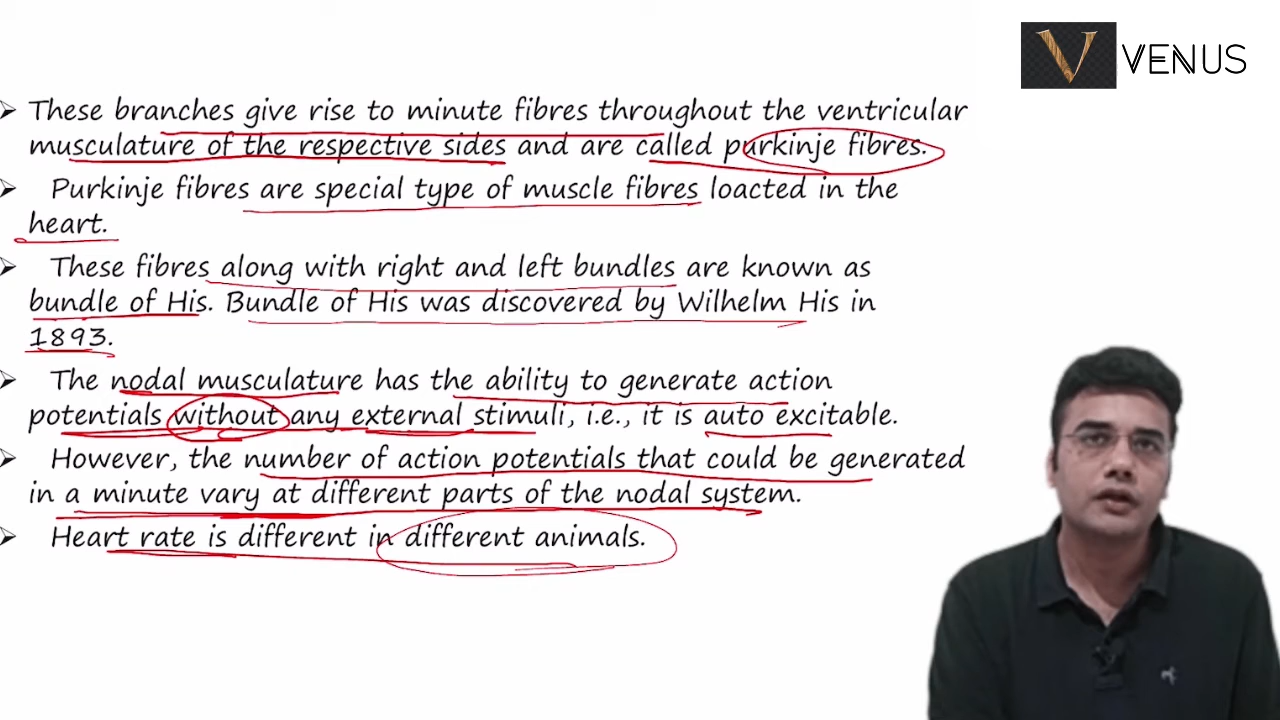 V VENUS
➢ These branches give rise to minute fibres throughout the ventricular
musculature of the respective sides and are called purkinje fibres.
➢ Purkinje fibres are special type of muscle fibres loacted in the
heart.
➢ These fibres along with right and left bundles are known as
bundle of His. Bundle of His was discovered by Wilhelm His in
1893.
➢ The nodal musculature has the ability to generate action
potentials without any external stimuli, i.e., it is auto excitable.
➢ However, the number of action potentials that could be generated
in a minute vary at different parts of the nodal system.
➢ Heart rate is different in different animals.